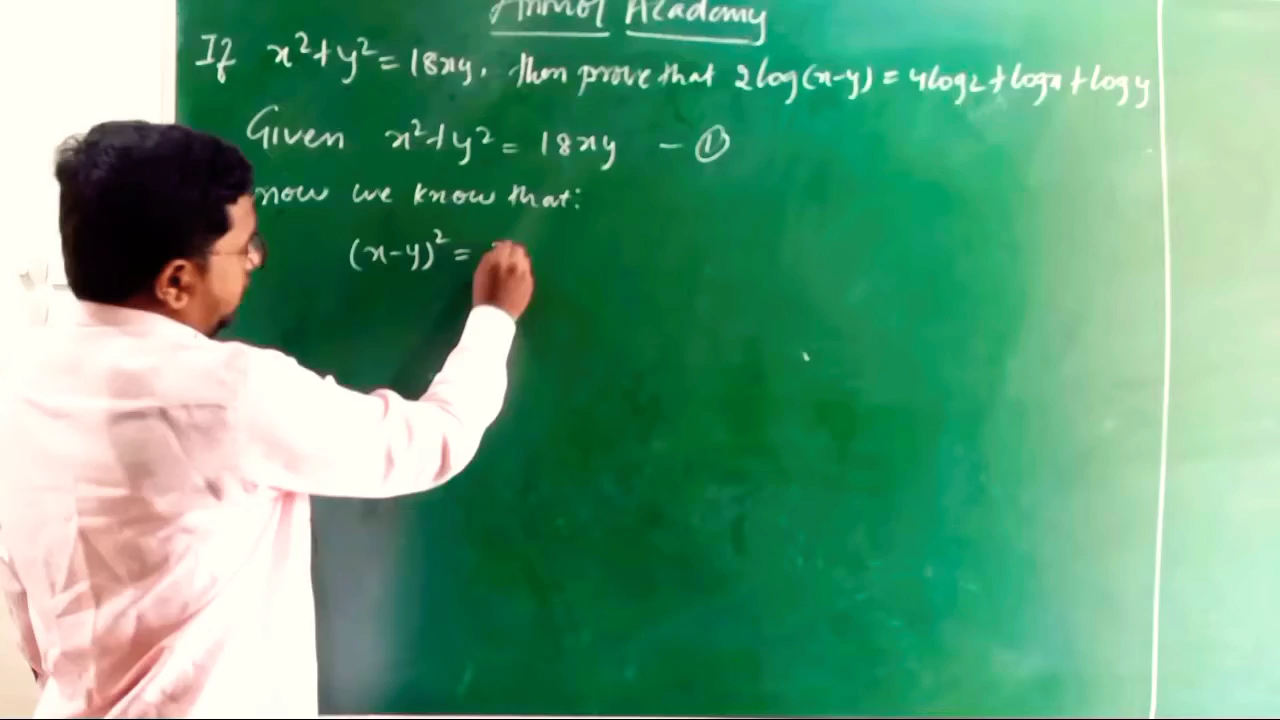 Academy
If x²+y² = 18xy. then prove that 2log(x-y) = 4log2+logx+logy
Given x²+y² = 18xy - ①
now we know that:
(x-y)² =